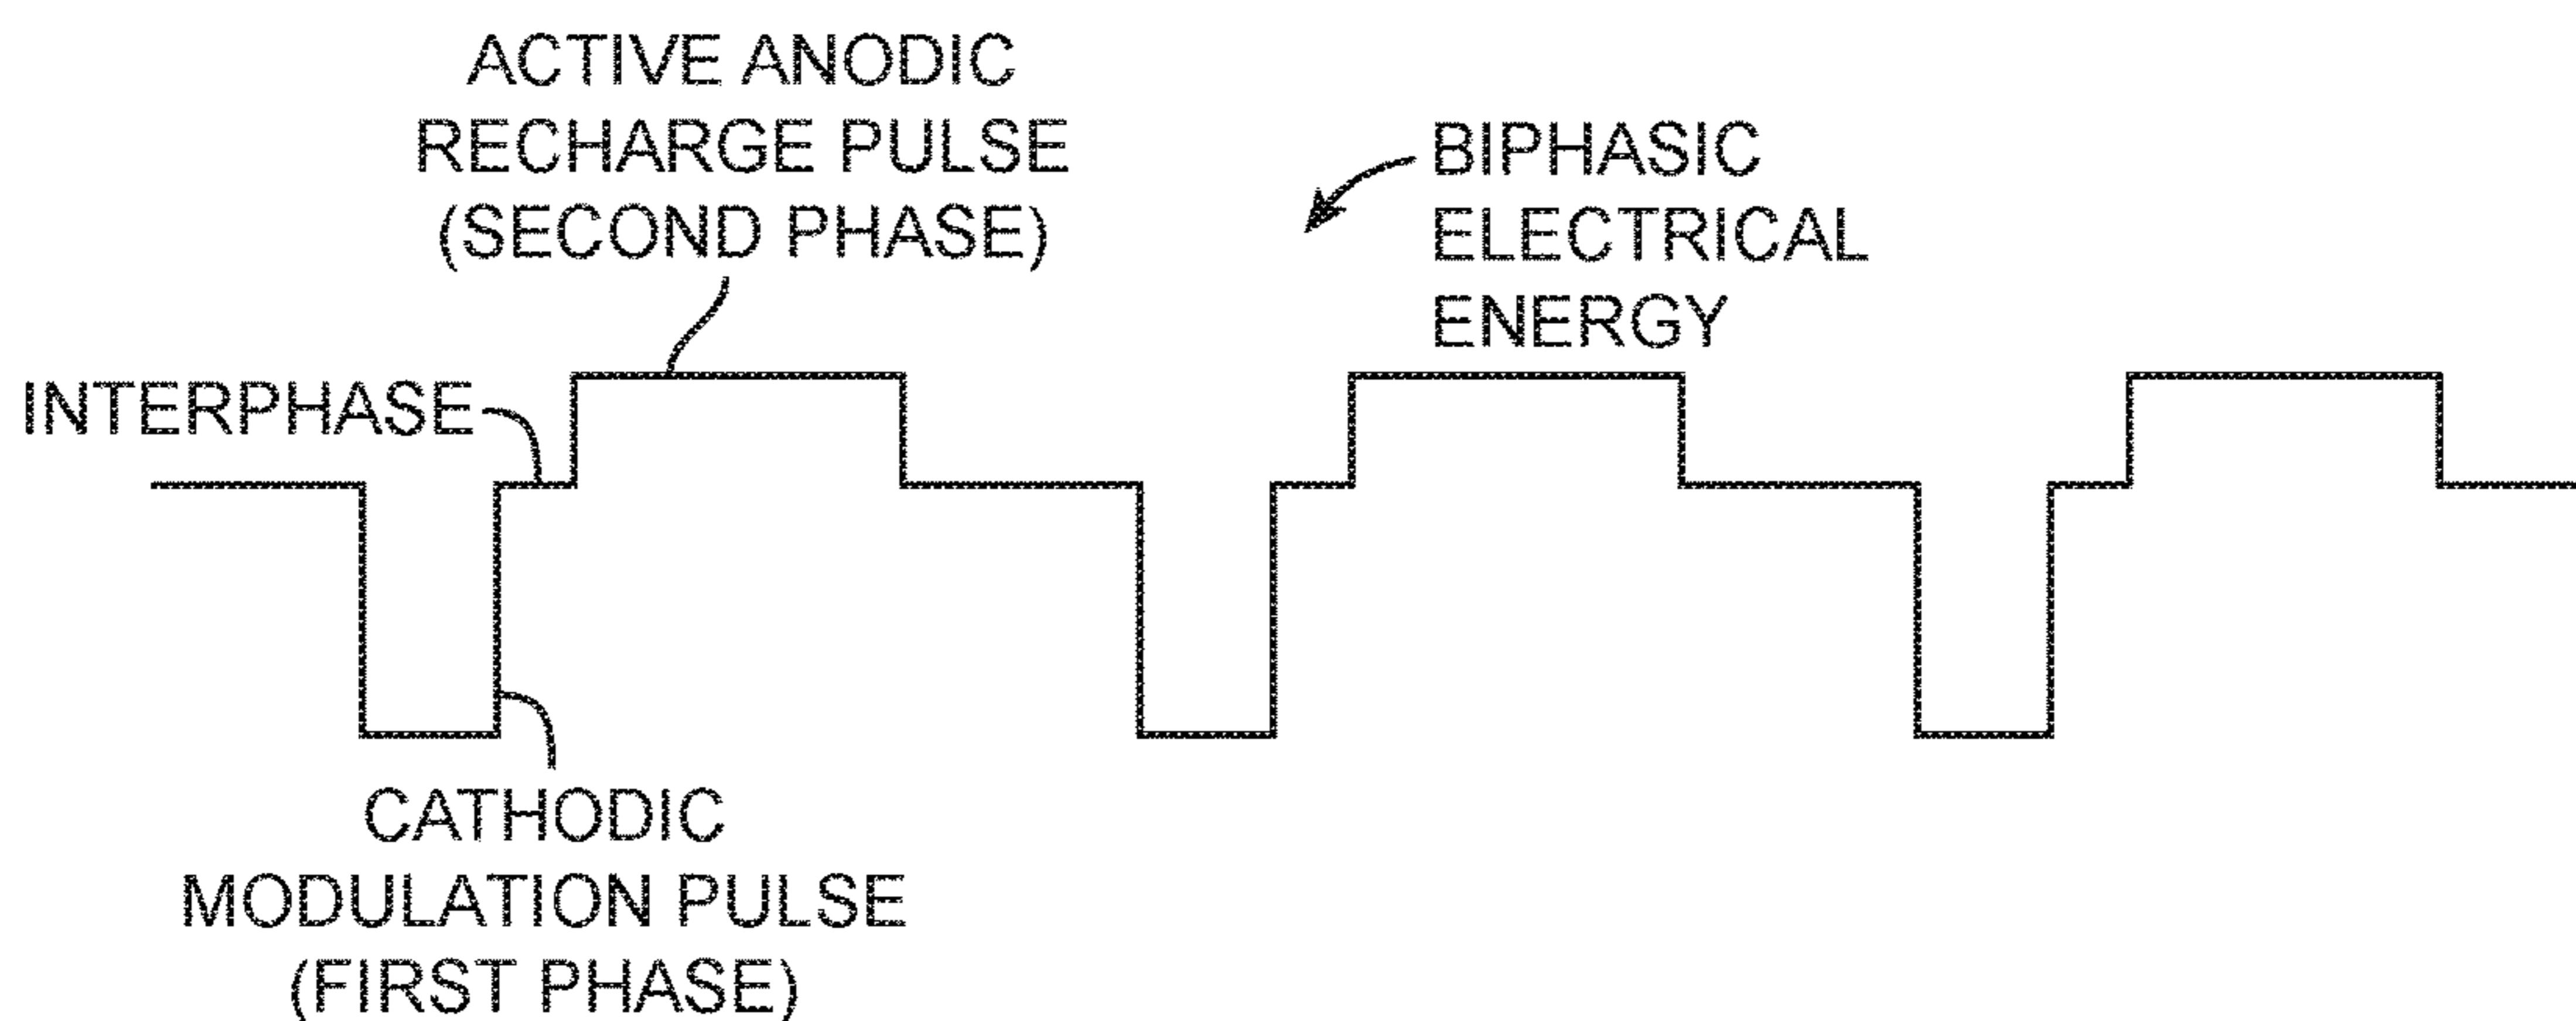 ACTIVE ANODIC
RECHARGE PULSE
(SECOND PHASE)
BIPHASIC
ELECTRICAL
ENERGY
INTERPHASE
CATHODIC
MODULATION PULSE
(FIRST PHASE)